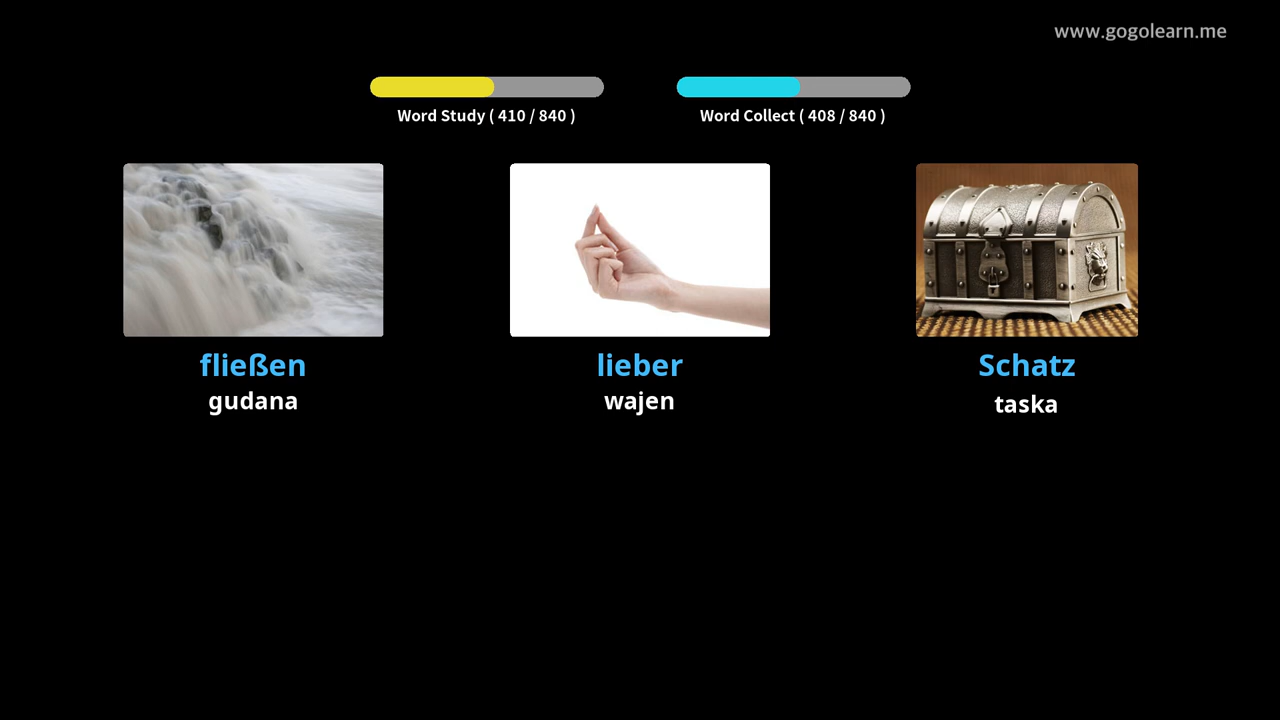 www.gogolearn.me
Word Study ( 410 / 840 )
Word Collect ( 408 / 840 )
fließen
gudana
lieber
wajen
Schatz
taska